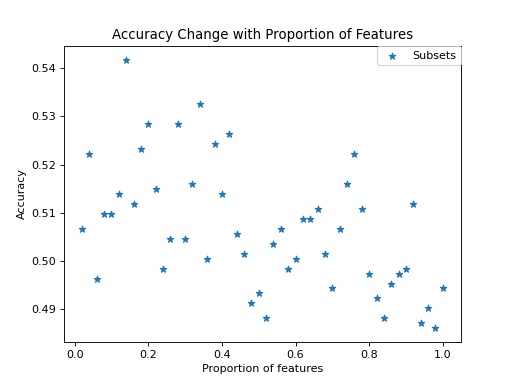 Accuracy Change with Proportion of Features
Subsets
0.54
0.53
0.52
0.51
0.50
0.49
Accuracy
0.0 0.2 0.4 0.6 0.8 1.0
Proportion of features